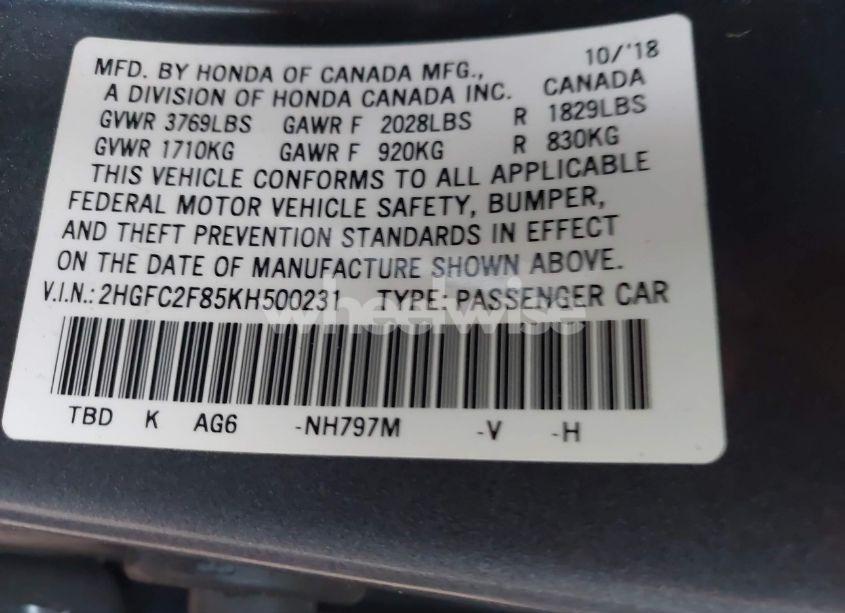 MFD. BY HONDA OF CANADA MFG., 10/'18
A DIVISION OF HONDA CANADA INC. CANADA
GVWR 3769LBS GAWR F 2028LBS R 1829LBS
GVWR 1710KG GAWR F 920KG R 830KG
THIS VEHICLE CONFORMS TO ALL APPLICABLE
FEDERAL MOTOR VEHICLE SAFETY, BUMPER,
AND THEFT PREVENTION STANDARDS IN EFFECT
ON THE DATE OF MANUFACTURE SHOWN ABOVE.
V.I.N.: 2HGFC2F85KH500231 TYPE: PASSENGER CAR
wheelwise
TBD K AG6 -NH797M -V -H